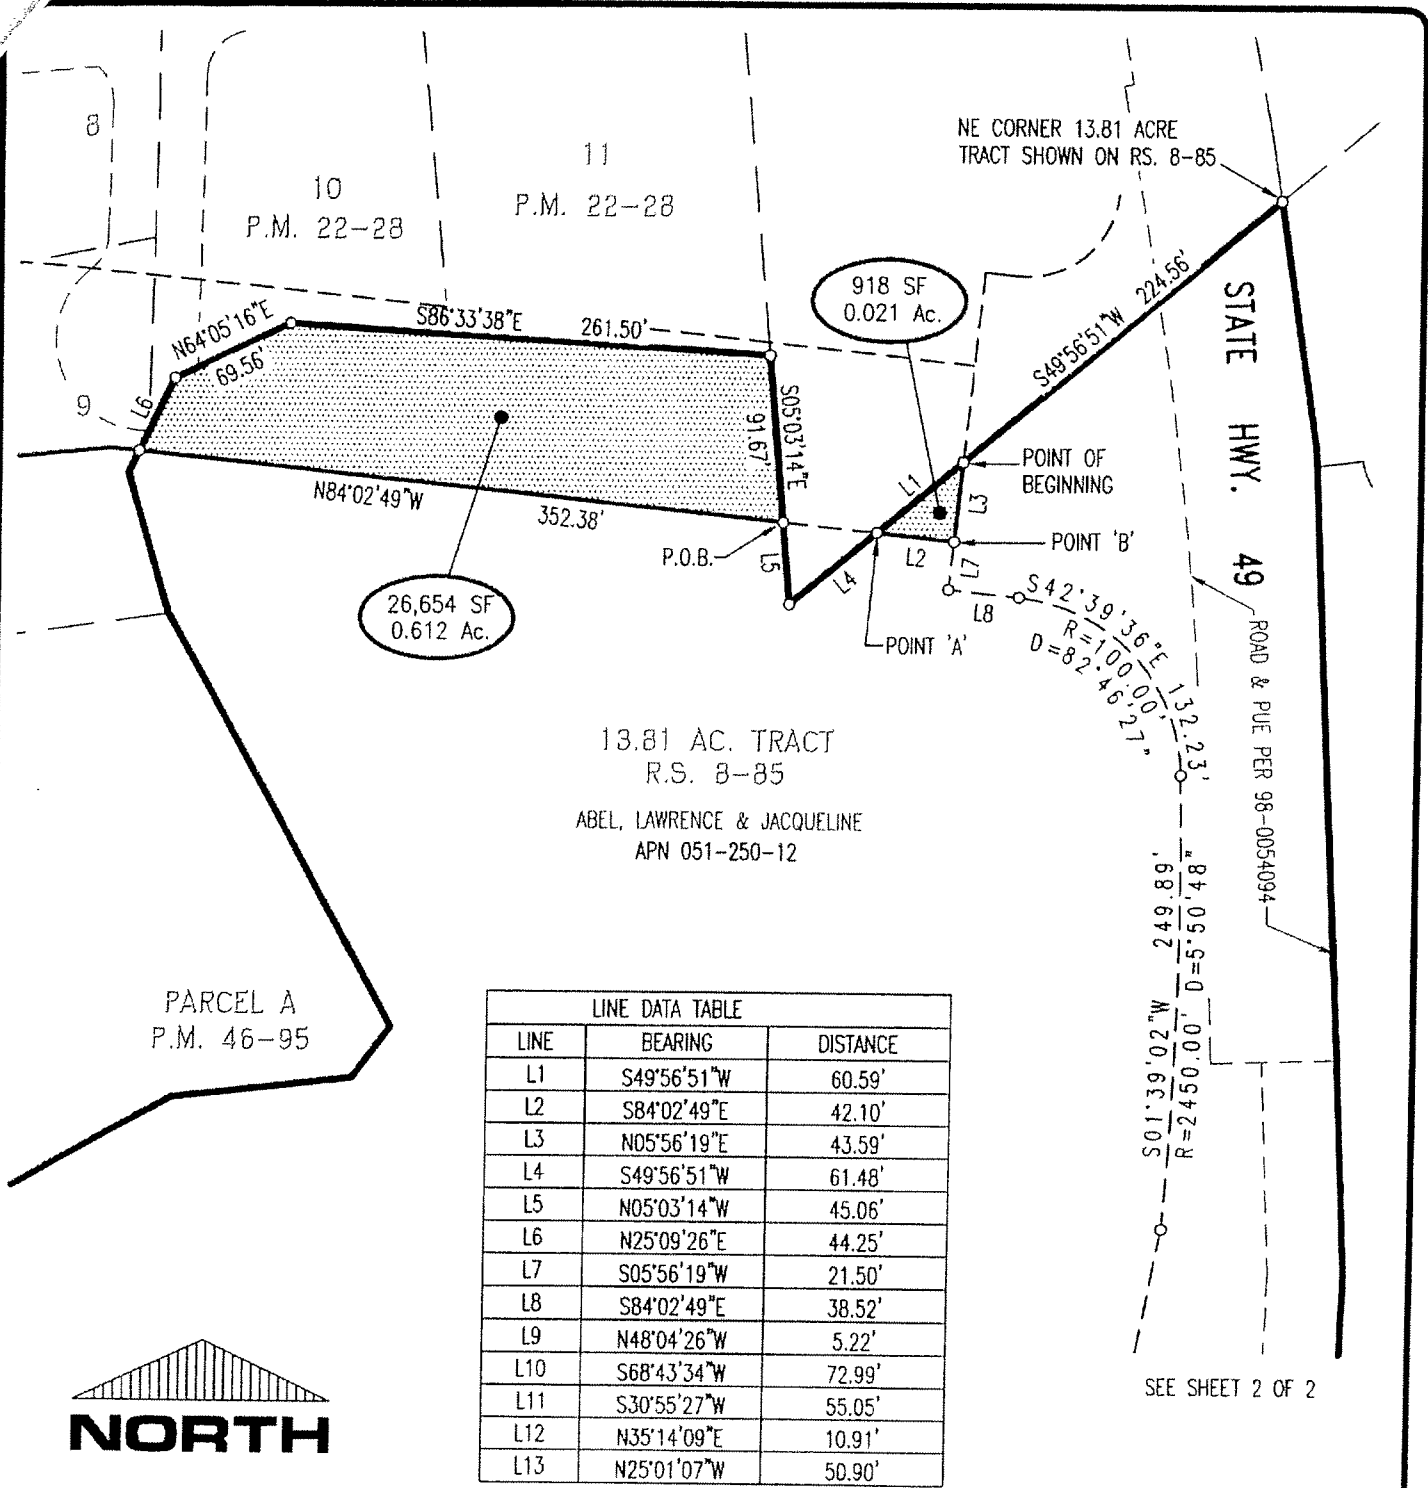 NE CORNER 13.81 ACRE
TRACT SHOWN ON RS. 8-85
8
10
P.M. 22-28
11
P.M. 22-28
918 SF
0.021 Ac.
S49°56'51"W 224.56'
STATE HWY. 49
N64°05'16"E
69.56'
S86°33'38"E 261.50'
S05°03'14"E
91.67'
9
L6
L1
POINT OF
BEGINNING
L3
N84°02'49"W 352.38'
P.O.B.
L5
L4
L2
POINT 'B'
L7
L8
POINT 'A'
26,654 SF
0.612 Ac.
S42°39'36"E 132.23'
R=100.00'
D=82°46'27"
ROAD & PUE PER 98-0054094
13.81 AC. TRACT
R.S. 8-85
ABEL, LAWRENCE & JACQUELINE
APN 051-250-12
S01°39'02"W 249.89'
R=2450.00' D=5°50'48"
PARCEL A
P.M. 46-95
LINE DATA TABLE
LINE BEARING DISTANCE
L1 S49°56'51"W 60.59'
L2 S84°02'49"E 42.10'
L3 N05°56'19"E 43.59'
L4 S49°56'51"W 61.48'
L5 N05°03'14"W 45.06'
L6 N25°09'26"E 44.25'
L7 S05°56'19"W 21.50'
L8 S84°02'49"E 38.52'
L9 N48°04'26"W 5.22'
L10 S68°43'34"W 72.99'
L11 S30°55'27"W 55.05'
L12 N35°14'09"E 10.91'
L13 N25°01'07"W 50.90'
NORTH
SEE SHEET 2 OF 2